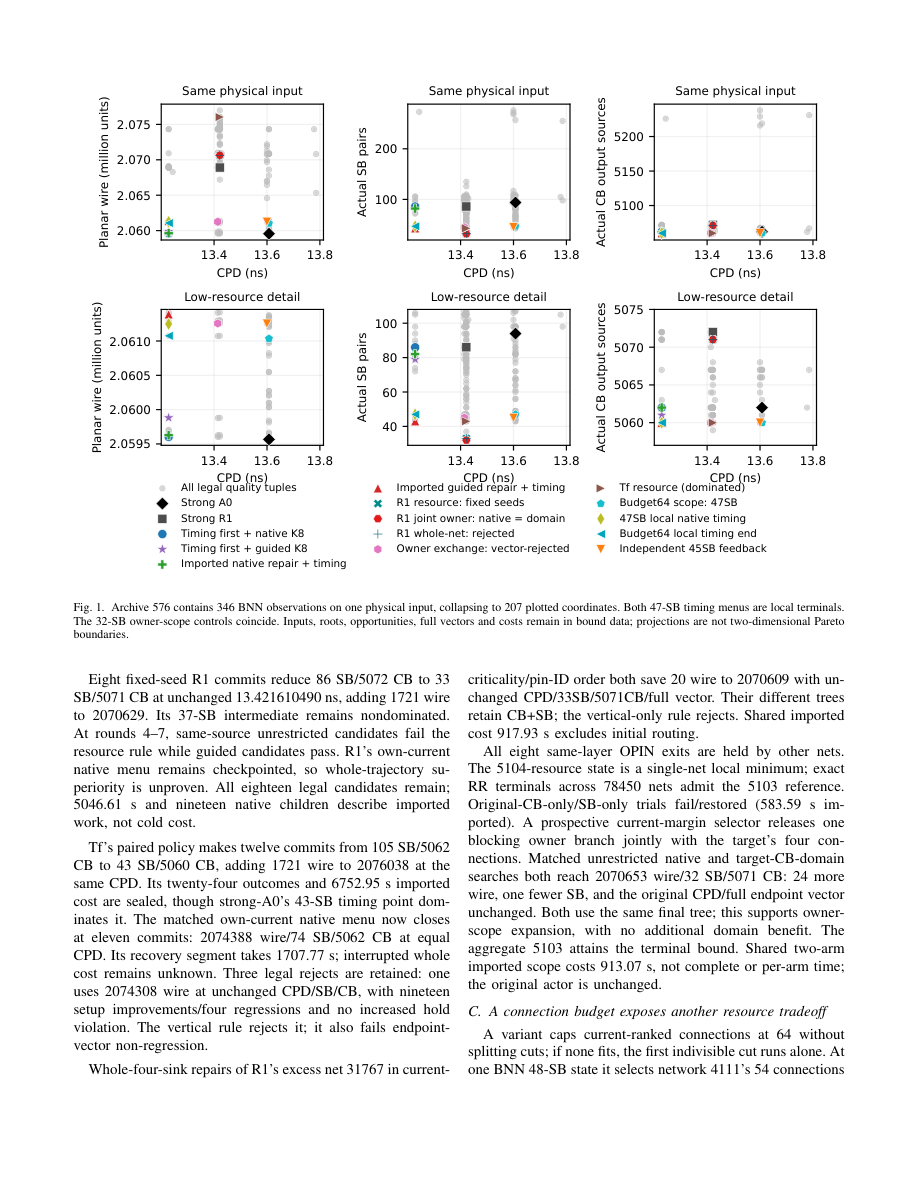 Same physical input
Same physical input
Same physical input
Planar wire (million units)
2.075
2.070
2.065
2.060
13.4 13.6 13.8
CPD (ns)
Actual SB pairs
200
100
13.4 13.6 13.8
CPD (ns)
Actual CB output sources
5200
5150
5100
13.4 13.6 13.8
CPD (ns)
Low-resource detail
Low-resource detail
Low-resource detail
Planar wire (million units)
2.0610
2.0605
2.0600
2.0595
13.4 13.6 13.8
CPD (ns)
Actual SB pairs
100
80
60
40
13.4 13.6 13.8
CPD (ns)
Actual CB output sources
5075
5070
5065
5060
13.4 13.6 13.8
CPD (ns)
All legal quality tuples
Strong A0
Strong R1
Timing first + native K8
Timing first + guided K8
Imported native repair + timing
Imported guided repair + timing
R1 resource: fixed seeds
R1 joint owner: native = domain
R1 whole-net: rejected
Owner exchange: vector-rejected
Tf resource (dominated)
Budget64 scope: 47SB
47SB local native timing
Budget64 local timing end
Independent 45SB feedback
Fig. 1. Archive 576 contains 346 BNN observations on one physical input, collapsing to 207 plotted coordinates. Both 47-SB timing menus are local terminals.
The 32-SB owner-scope controls coincide. Inputs, roots, opportunities, full vectors and costs remain in bound data; projections are not two-dimensional Pareto
boundaries.
Eight fixed-seed R1 commits reduce 86 SB/5072 CB to 33
SB/5071 CB at unchanged 13.421610490 ns, adding 1721 wire
to 2070629. Its 37-SB intermediate remains nondominated.
At rounds 4–7, same-source unrestricted candidates fail the
resource rule while guided candidates pass. R1's own-current
native menu remains checkpointed, so whole-trajectory su-
periority is unproven. All eighteen legal candidates remain;
5046.61 s and nineteen native children describe imported
work, not cold cost.
Tf's paired policy makes twelve commits from 105 SB/5062
CB to 43 SB/5060 CB, adding 1721 wire to 2076038 at the
same CPD. Its twenty-four outcomes and 6752.95 s imported
cost are sealed, though strong-A0's 43-SB timing point dom-
inates it. The matched own-current native menu now closes
at eleven commits: 2074388 wire/74 SB/5062 CB at equal
CPD. Its recovery segment takes 1707.77 s; interrupted whole
cost remains unknown. Three legal rejects are retained: one
uses 2074308 wire at unchanged CPD/SB/CB, with nineteen
setup improvements/four regressions and no increased hold
violation. The vertical rule rejects it; it also fails endpoint-
vector non-regression.
Whole-four-sink repairs of R1's excess net 31767 in current-
criticality/pin-ID order both save 20 wire to 2070609 with un-
changed CPD/33SB/5071CB/full vector. Their different trees
retain CB+SB; the vertical-only rule rejects. Shared imported
cost 917.93 s excludes initial routing.
All eight same-layer OPIN exits are held by other nets.
The 5104-resource state is a single-net local minimum; exact
RR terminals across 78450 nets admit the 5103 reference.
Original-CB-only/SB-only trials fail/restored (583.59 s im-
ported). A prospective current-margin selector releases one
blocking owner branch jointly with the target's four con-
nections. Matched unrestricted native and target-CB-domain
searches both reach 2070653 wire/32 SB/5071 CB: 24 more
wire, one fewer SB, and the original CPD/full endpoint vector
unchanged. Both use the same final tree; this supports owner-
scope expansion, with no additional domain benefit. The
aggregate 5103 attains the terminal bound. Shared two-arm
imported scope costs 913.07 s, not complete or per-arm time;
the original actor is unchanged.
C. A connection budget exposes another resource tradeoff
A variant caps current-ranked connections at 64 without
splitting cuts; if none fits, the first indivisible cut runs alone. At
one BNN 48-SB state it selects network 4111's 54 connections